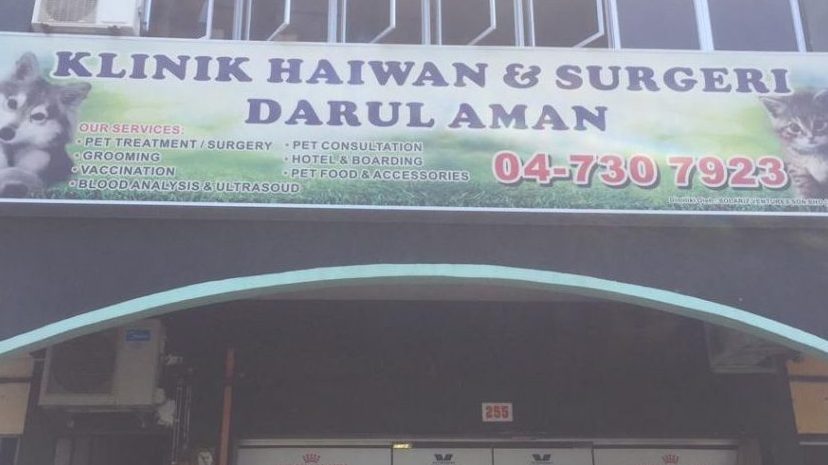 KLINIK HAIWAN & SURGERI
DARUL AMAN
OUR SERVICES:
• PET TREATMENT / SURGERY
• GROOMING
• VACCINATION
• BLOOD ANALYSIS & ULTRASOUD
• PET CONSULTATION
• HOTEL & BOARDING
• PET FOOD & ACCESSORIES
04-730 7923
255